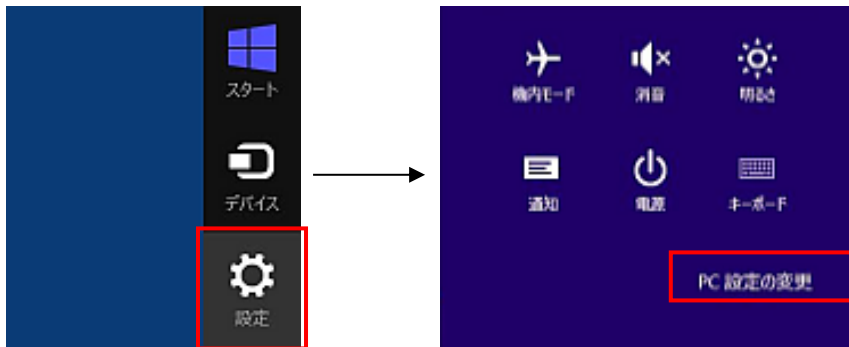 スタート
デバイス
設定
機内モード
消音
明るさ
通知
電源
キーボード
PC 設定の変更